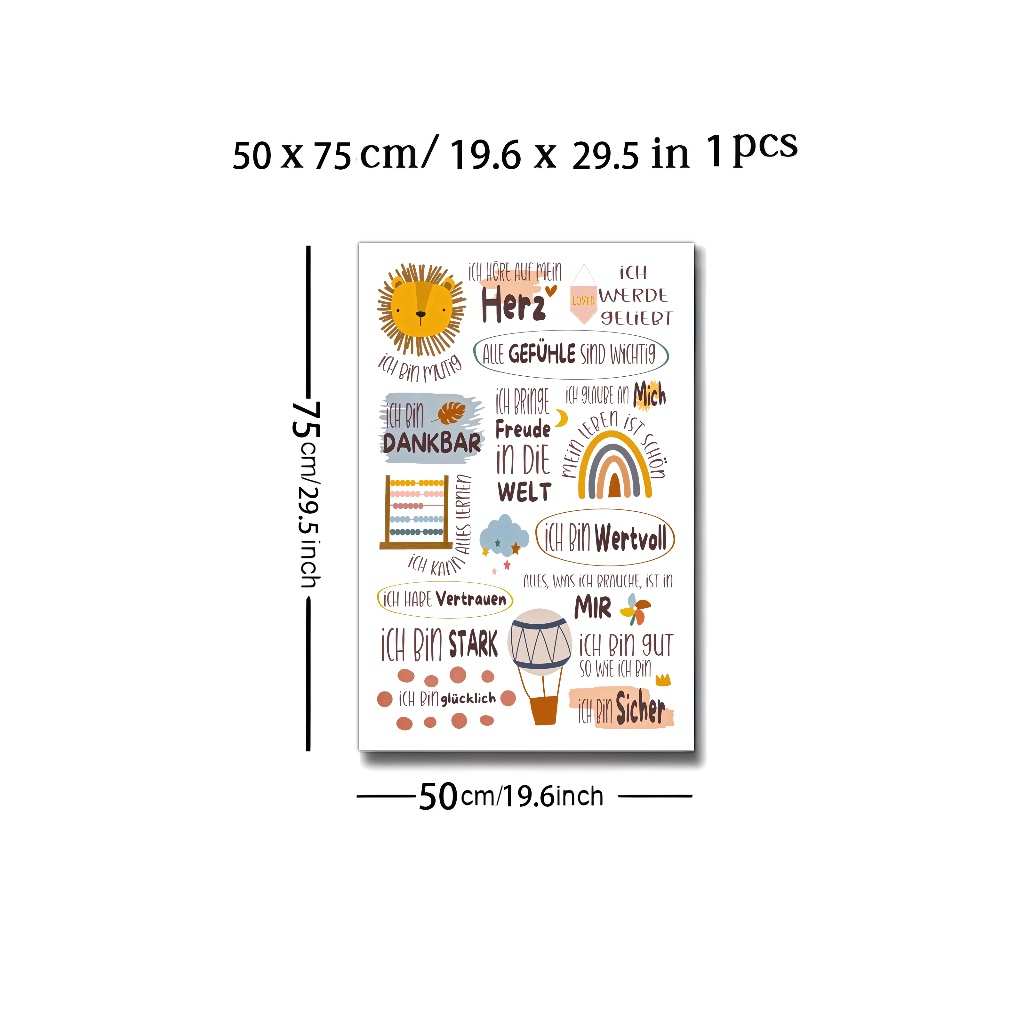 50 x 75 cm/ 19.6 x 29.5 in 1 pcs
75cm/29.5inch
iCH HÖRE AUF MEiN
Herz
LOVED
iCH
WERDE
GELiEBT
iCH BiN MUTiG
ALLE GEFÜHLE SiND WiCHTiG
iCH BiN
DANKBAR
iCH BRiNGE
Freude
iN DiE
WELT
iCH GLAUBE AN Mich
MEiN LEBEN iST SCHÖN
iCH KANN ALLES LERNEN
iCH BiN Wertvoll
iCH HABE Vertrauen
ALLES, WAS iCH BRAUCHE, iST iN
MIR
iCH BiN STARK
iCH BiN GUT
SO WiE iCH BiN
iCH BiN glücklich
iCH BiN Sicher
50cm/19.6inch